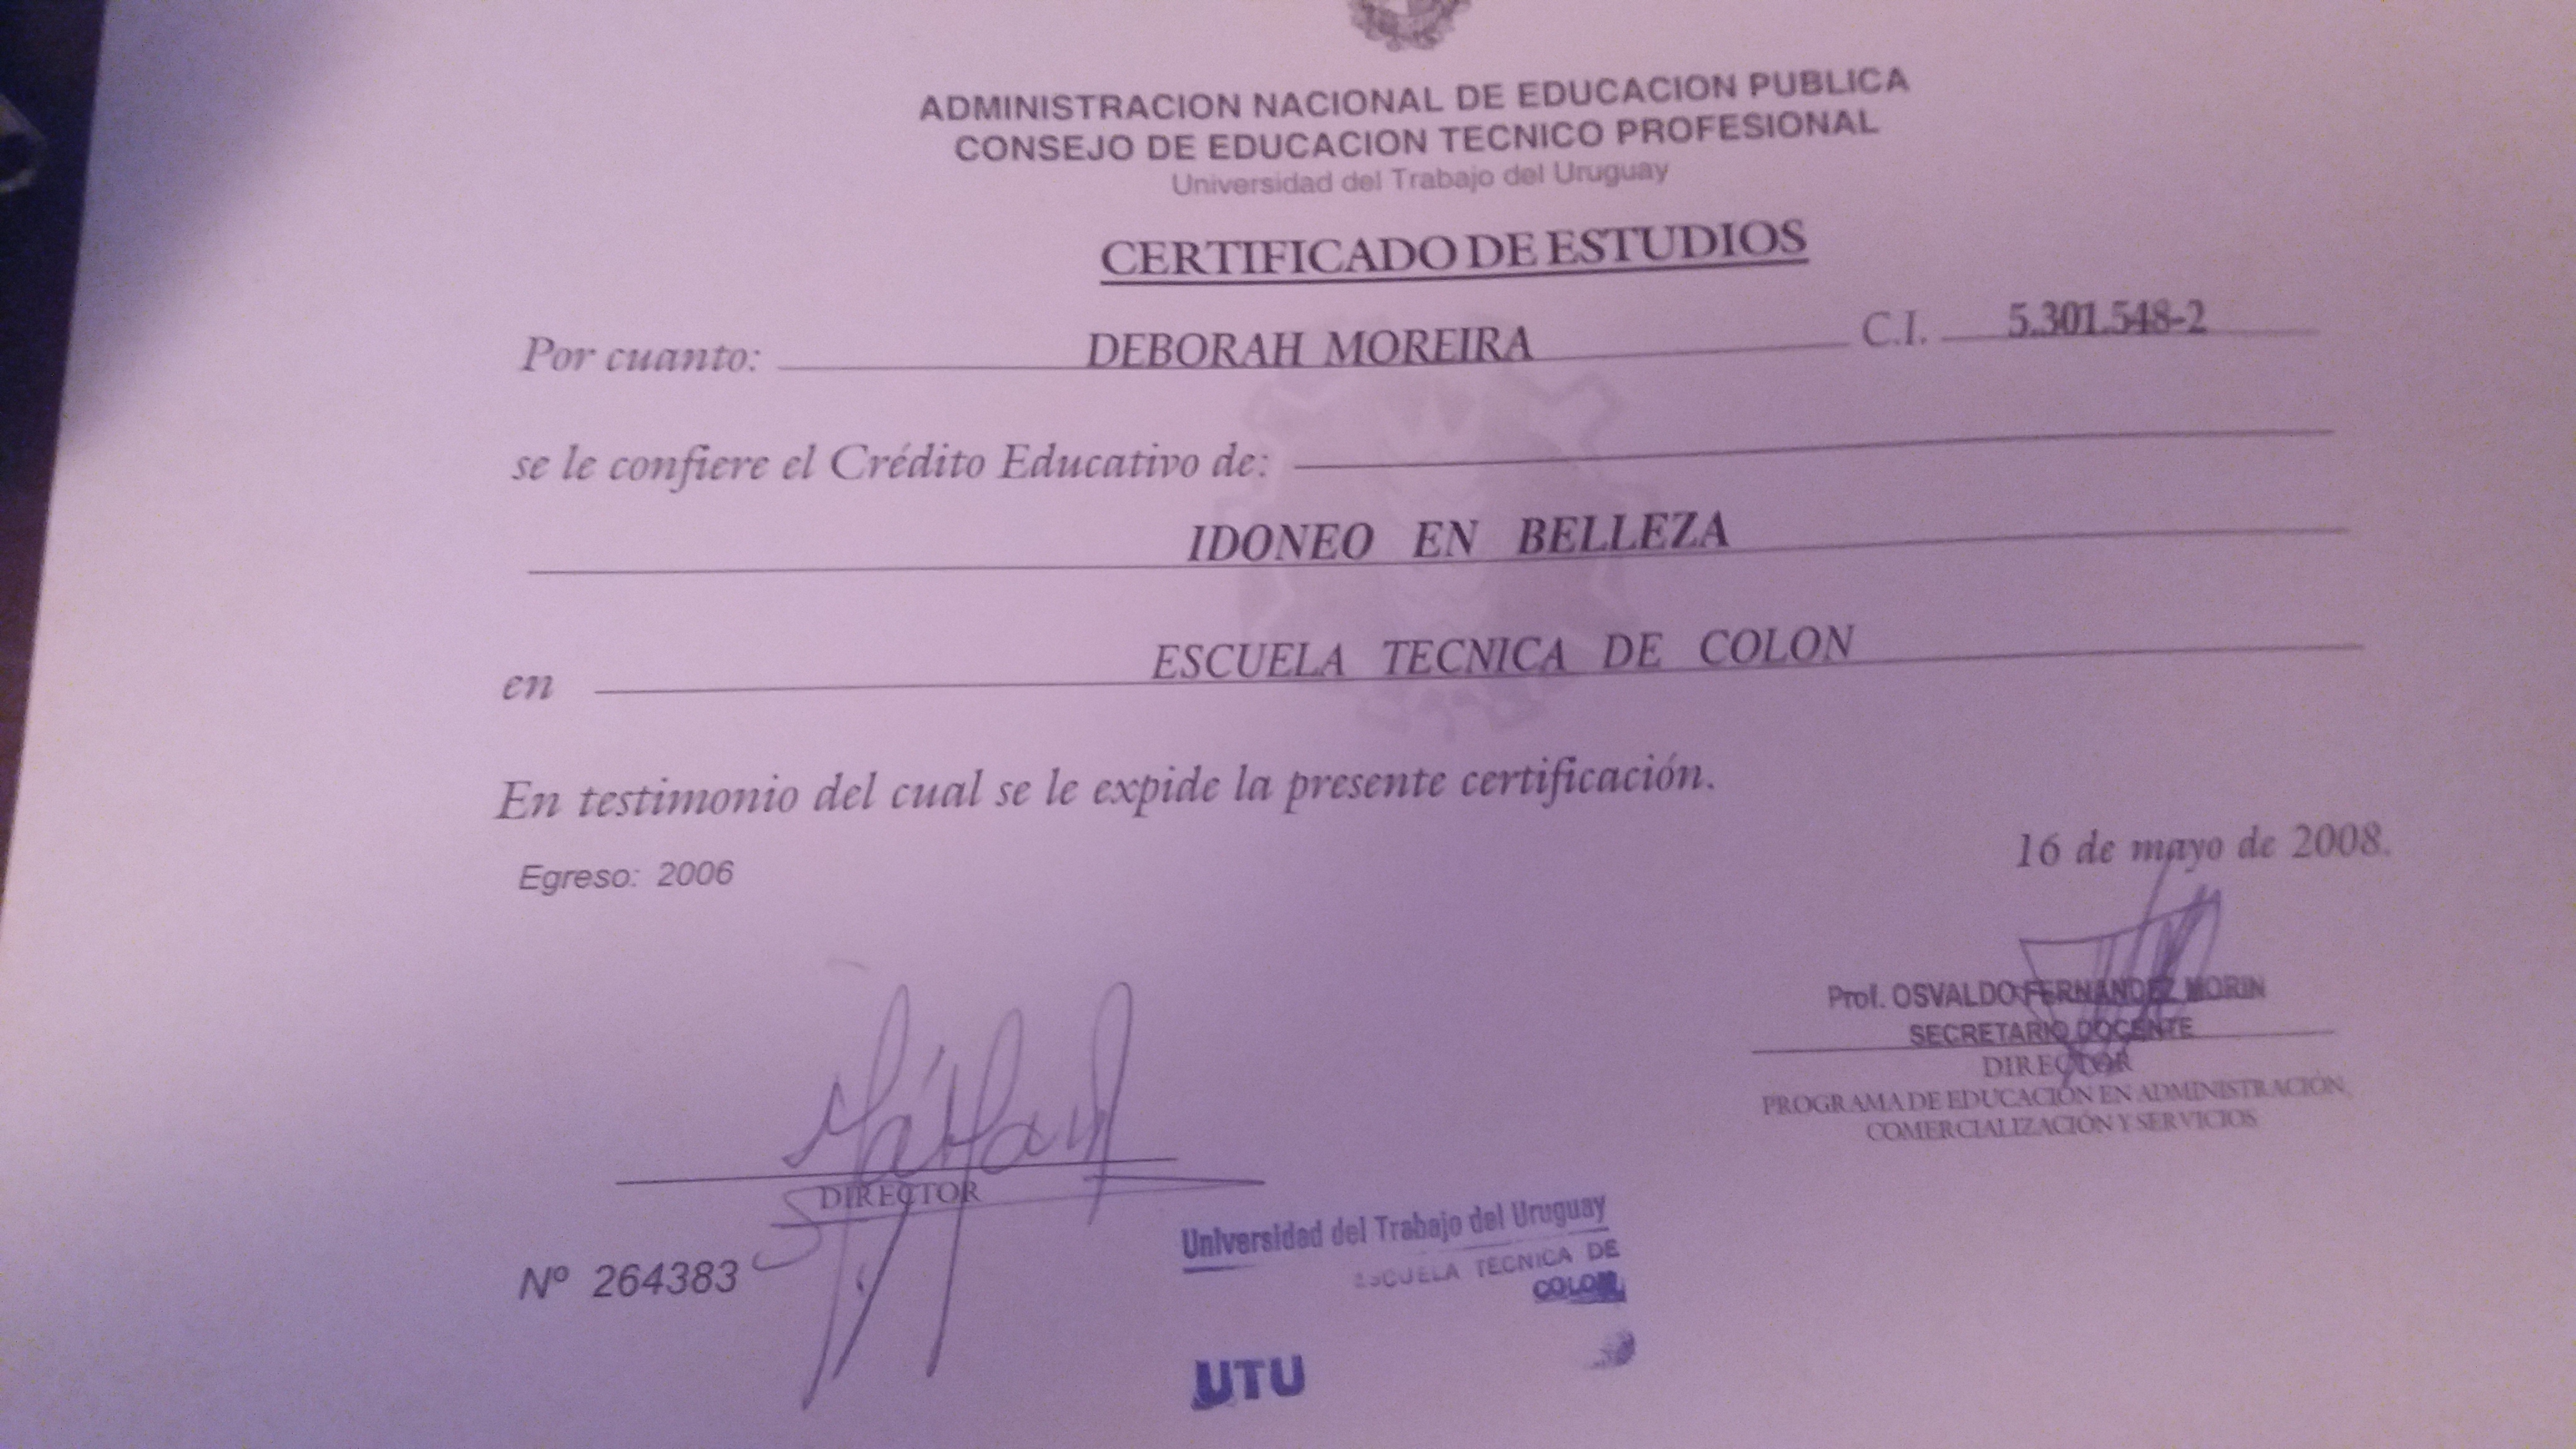 ADMINISTRACION NACIONAL DE EDUCACION PUBLICA
CONSEJO DE EDUCACION TECNICO PROFESIONAL
Universidad del Trabajo del Uruguay
CERTIFICADO DE ESTUDIOS
Por cuanto: DEBORAH MOREIRA C.I. 5.301.548-2
se le confiere el Crédito Educativo de:
IDONEO EN BELLEZA
en ESCUELA TECNICA DE COLON
En testimonio del cual se le expide la presente certificación.
Egreso: 2006
16 de mayo de 2008.
DIRECTOR
Nº 264383
Universidad del Trabajo del Uruguay
ESCUELA TECNICA DE
COLON
UTU
Prof. OSVALDO FERNANDEZ MORIN
SECRETARIO DOCENTE
DIRECTOR
PROGRAMA DE EDUCACIÓN EN ADMINISTRACIÓN,
COMERCIALIZACIÓN Y SERVICIOS